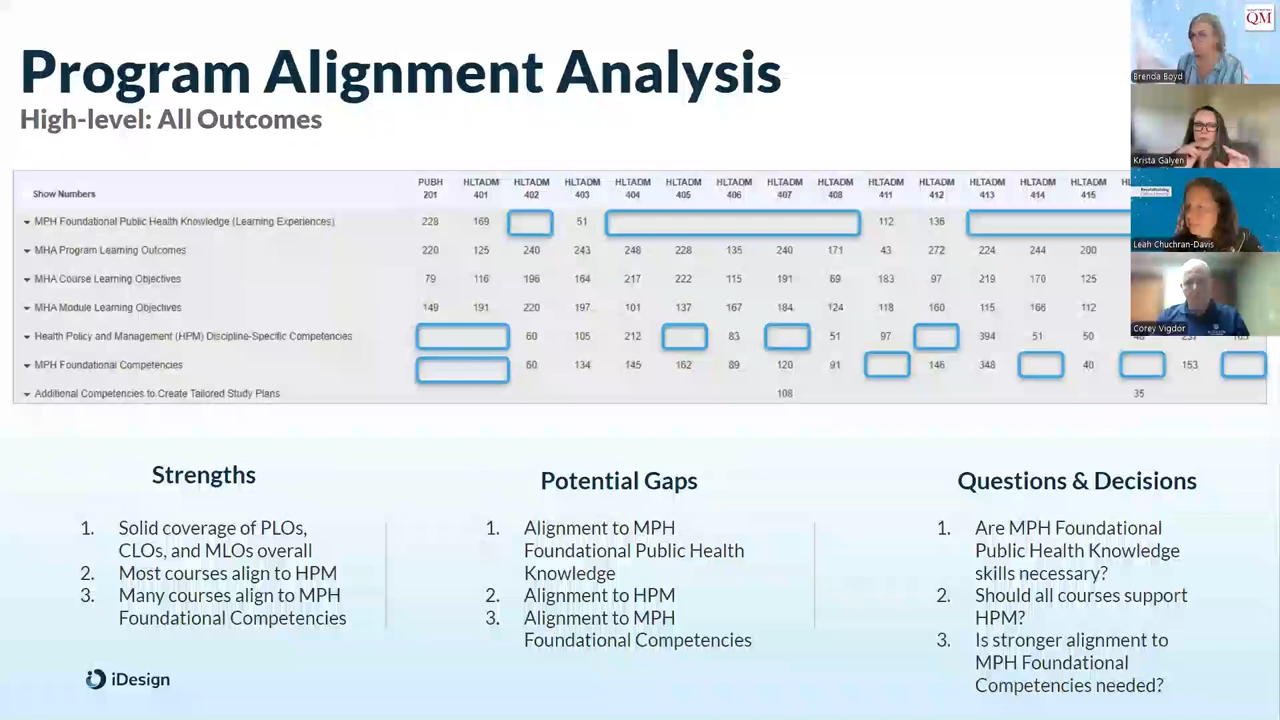 Program Alignment Analysis
High-level: All Outcomes
QM
Brenda Boyd
Krista Galyen
Leah Chuchran-Davis
Corey Vigdor
Show Numbers PUBH 201 HLTADM 401 HLTADM 402 HLTADM 403 HLTADM 404 HLTADM 405 HLTADM 406 HLTADM 407 HLTADM 408 HLTADM 411 HLTADM 412 HLTADM 413 HLTADM 414 HLTADM 415
MPH Foundational Public Health Knowledge (Learning Experiences) 228 169 51 112 136
MHA Program Learning Outcomes 220 125 240 243 248 228 135 240 171 43 272 224 244 200
MHA Course Learning Objectives 79 116 196 164 217 222 115 191 69 183 97 219 170 125
MHA Module Learning Objectives 149 191 220 197 101 137 167 184 124 118 160 115 166 112
Health Policy and Management (HPM) Discipline-Specific Competencies 60 105 212 83 51 97 394 51 50
MPH Foundational Competencies 60 134 145 162 89 120 91 146 348 40 153
Additional Competencies to Create Tailored Study Plans 108 35
Strengths
1. Solid coverage of PLOs,
CLOs, and MLOs overall
2. Most courses align to HPM
3. Many courses align to MPH
Foundational Competencies
Potential Gaps
1. Alignment to MPH
Foundational Public Health
Knowledge
2. Alignment to HPM
3. Alignment to MPH
Foundational Competencies
Questions & Decisions
1. Are MPH Foundational
Public Health Knowledge
skills necessary?
2. Should all courses support
HPM?
3. Is stronger alignment to
MPH Foundational
Competencies needed?
iDesign